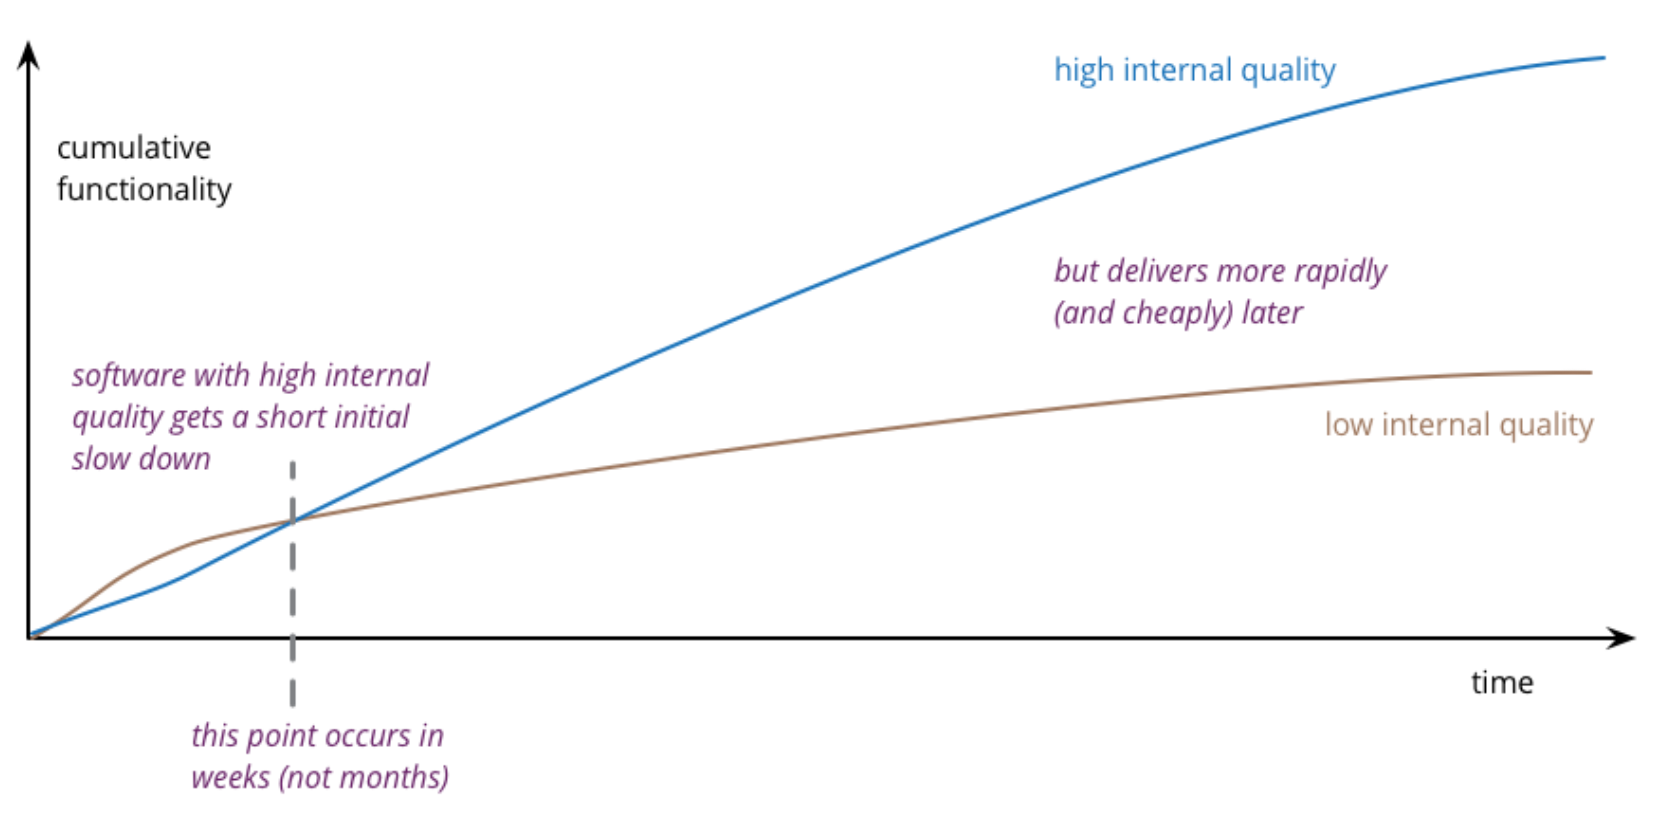 high internal quality
cumulative
functionality
but delivers more rapidly
(and cheaply) later
software with high internal
quality gets a short initial
slow down
low internal quality
time
this point occurs in
weeks (not months)